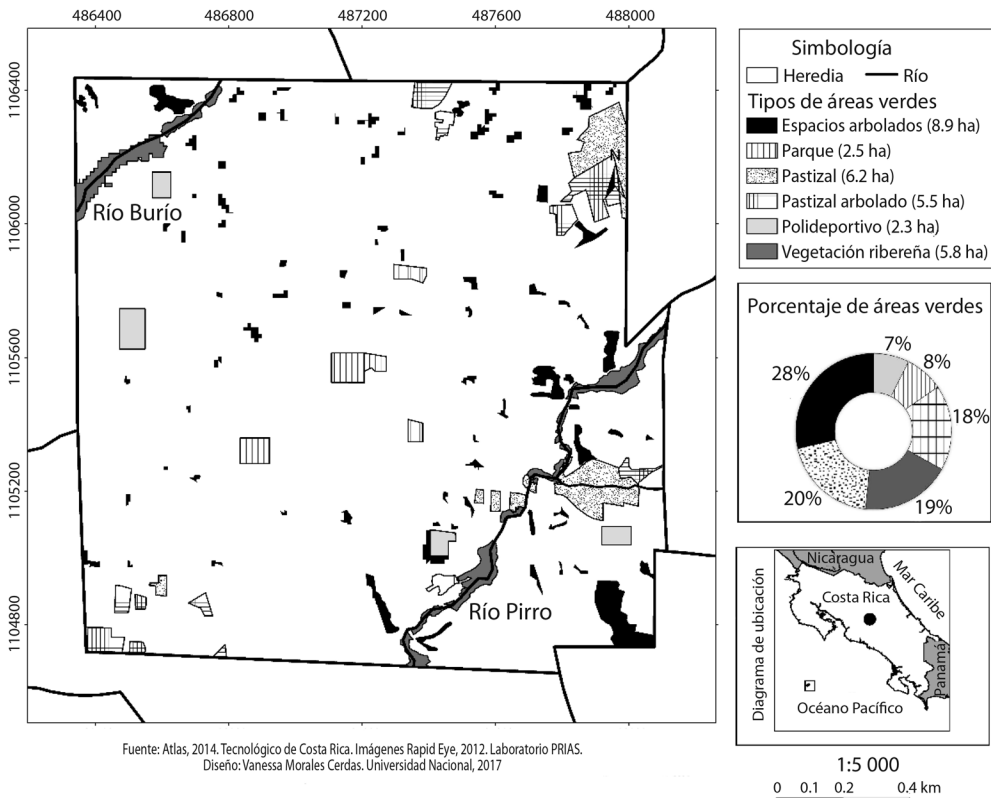 486400 486800 487200 487600 488000
1106400
1106000
1105600
1105200
1104800
Río Burío
Río Pirro
N
Simbología
Heredia Río
Tipos de áreas verdes
Espacios arbolados (8.9 ha)
Parque (2.5 ha)
Pastizal (6.2 ha)
Pastizal arbolado (5.5 ha)
Polideportivo (2.3 ha)
Vegetación ribereña (5.8 ha)
Porcentaje de áreas verdes
7%
8%
18%
19%
20%
28%
Diagrama de ubicación
Nicaragua
Mar Caribe
Costa Rica
Panamá
Océano Pacífico
1:5 000
0 0.1 0.2 0.4 km
Fuente: Atlas, 2014. Tecnológico de Costa Rica. Imágenes Rapid Eye, 2012. Laboratorio PRIAS.
Diseño: Vanessa Morales Cerdas. Universidad Nacional, 2017